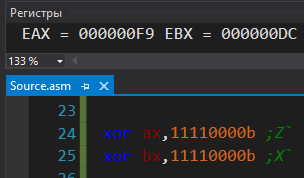 Регистры
EAX = 000000F9 EBX = 000000DC
133 %
Source.asm
23
24 xor ax,11110000b ;Z`
25 xor bx,11110000b ;X`